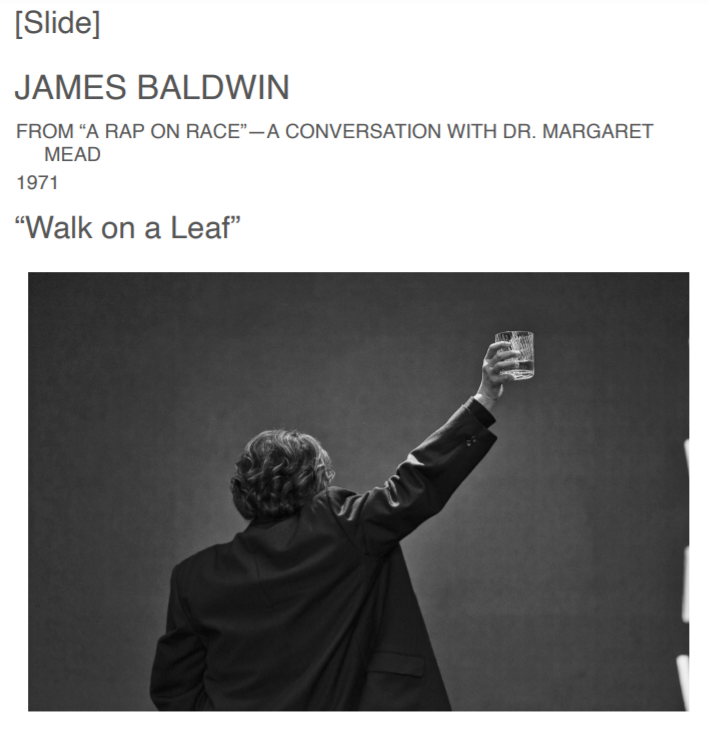 [Slide]
JAMES BALDWIN
FROM “A RAP ON RACE”—A CONVERSATION WITH DR. MARGARET
MEAD
1971
“Walk on a Leaf”